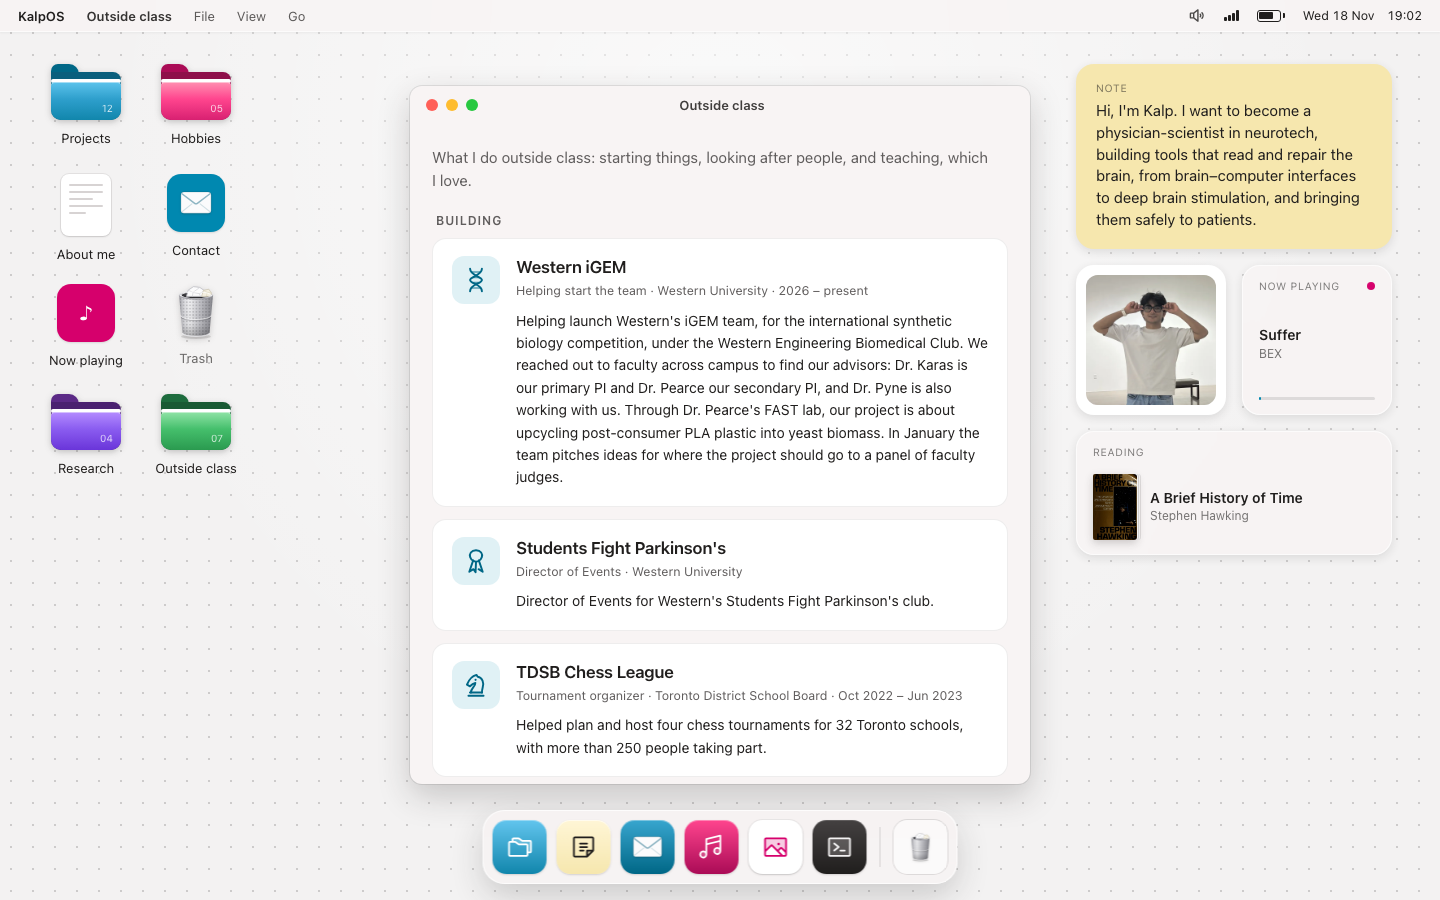 KalpOS Outside class File View Go
Wed 18 Nov 19:02
12
Projects
05
Hobbies
About me
Contact
Now playing
Trash
04
Research
07
Outside class
Outside class
What I do outside class: starting things, looking after people, and teaching, which
I love.
BUILDING
Western iGEM
Helping start the team · Western University · 2026 – present
Helping launch Western's iGEM team, for the international synthetic
biology competition, under the Western Engineering Biomedical Club. We
reached out to faculty across campus to find our advisors: Dr. Karas is
our primary PI and Dr. Pearce our secondary PI, and Dr. Pyne is also
working with us. Through Dr. Pearce's FAST lab, our project is about
upcycling post-consumer PLA plastic into yeast biomass. In January the
team pitches ideas for where the project should go to a panel of faculty
judges.
Students Fight Parkinson's
Director of Events · Western University
Director of Events for Western's Students Fight Parkinson's club.
TDSB Chess League
Tournament organizer · Toronto District School Board · Oct 2022 – Jun 2023
Helped plan and host four chess tournaments for 32 Toronto schools,
with more than 250 people taking part.
NOTE
Hi, I'm Kalp. I want to become a
physician-scientist in neurotech,
building tools that read and repair the
brain, from brain–computer interfaces
to deep brain stimulation, and bringing
them safely to patients.
NOW PLAYING
Suffer
BEX
READING
A BRIEF
HISTORY OF
TIME
STEPHEN
HAWKING
A Brief History of Time
Stephen Hawking